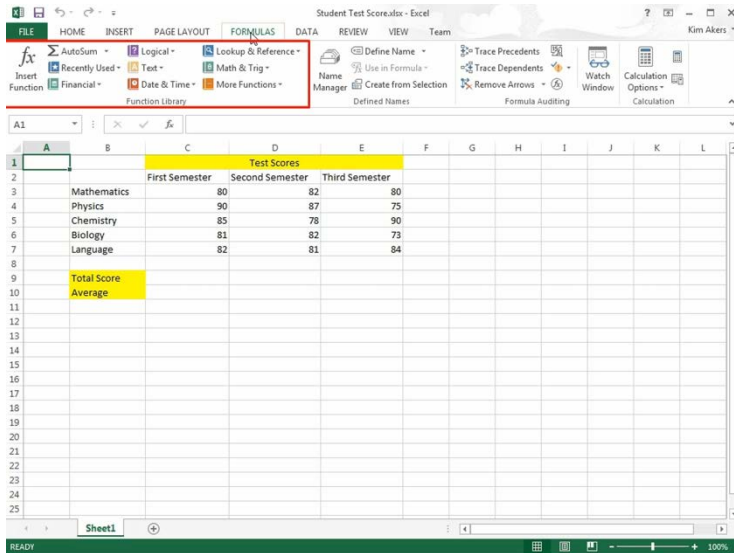 Student Test Score.xlsx - Excel
FILE HOME INSERT PAGE LAYOUT FORMULAS DATA REVIEW VIEW Team Kim Akers
fx Insert Function
Σ AutoSum
Recently Used
Financial
Logical
Text
Date & Time
Lookup & Reference
Math & Trig
More Functions
Function Library
Name Manager
Define Name
Use in Formula
Create from Selection
Defined Names
Trace Precedents
Trace Dependents
Remove Arrows
Formula Auditing
Watch Window
Calculation Options
Calculation
A1 fx
A B C D E F G H I J K L
1 Test Scores
2 First Semester Second Semester Third Semester
3 Mathematics 80 82 80
4 Physics 90 87 75
5 Chemistry 85 78 90
6 Biology 81 82 73
7 Language 82 81 84
8
9 Total Score
10 Average
11
12
13
14
15
16
17
18
19
20
21
22
23
24
25
Sheet1
READY 100%